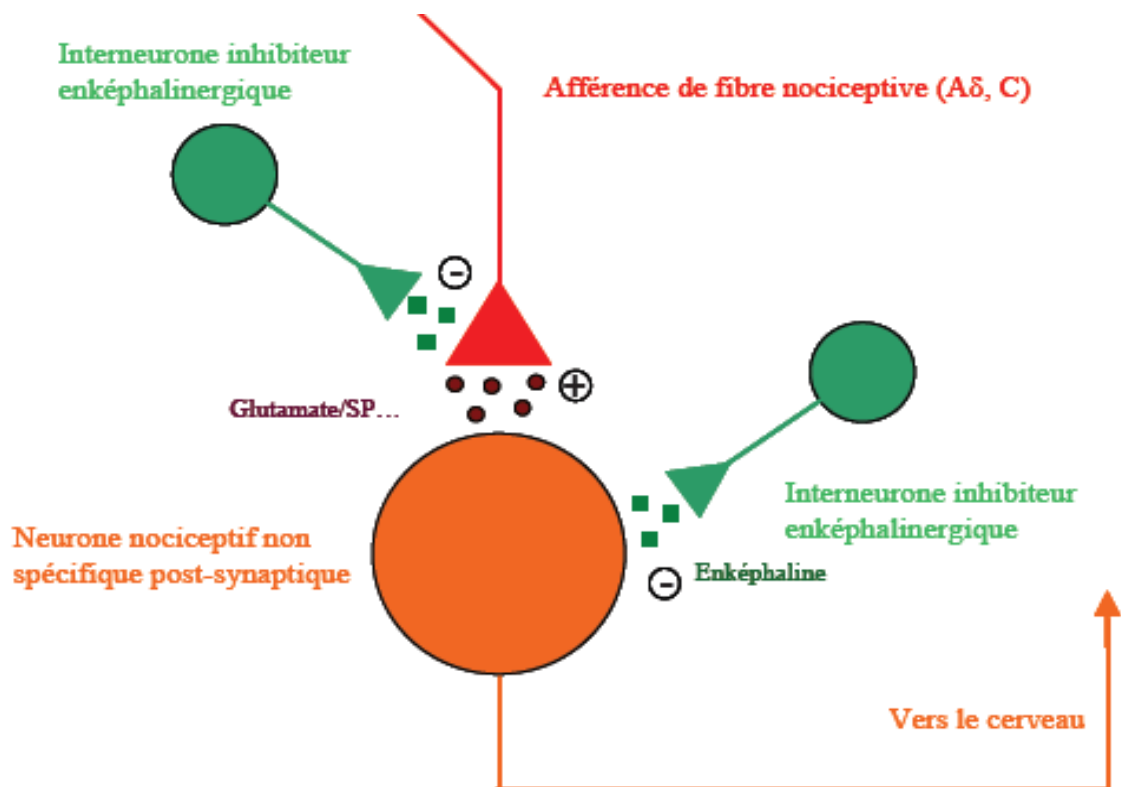 Interneurone inhibiteur
enképhalinergique
Afférence de fibre nociceptive (Aδ, C)
-
+
Glutamate/SP...
Interneurone inhibiteur
enképhalinergique
Neurone nociceptif non
spécifique post-synaptique
Enképhaline
-
Vers le cerveau